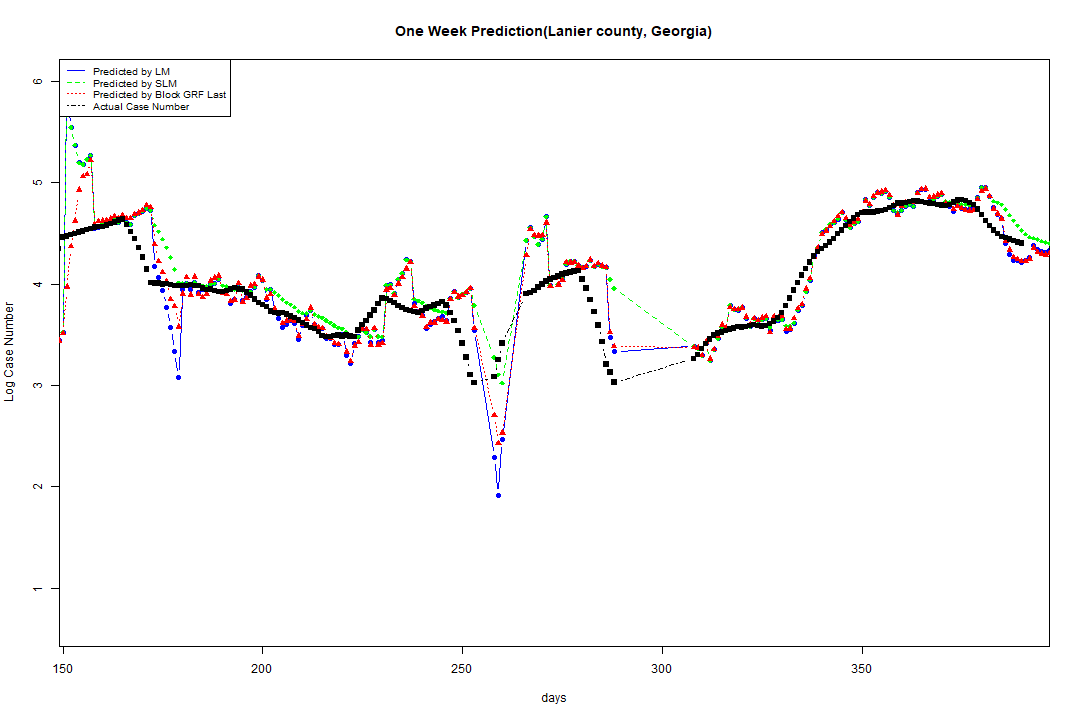 One Week Prediction(Lanier county, Georgia)
Predicted by LM
Predicted by SLM
Predicted by Block GRF Last
Actual Case Number
6
5
4
3
2
1
Log Case Number
150 200 250 300 350
days